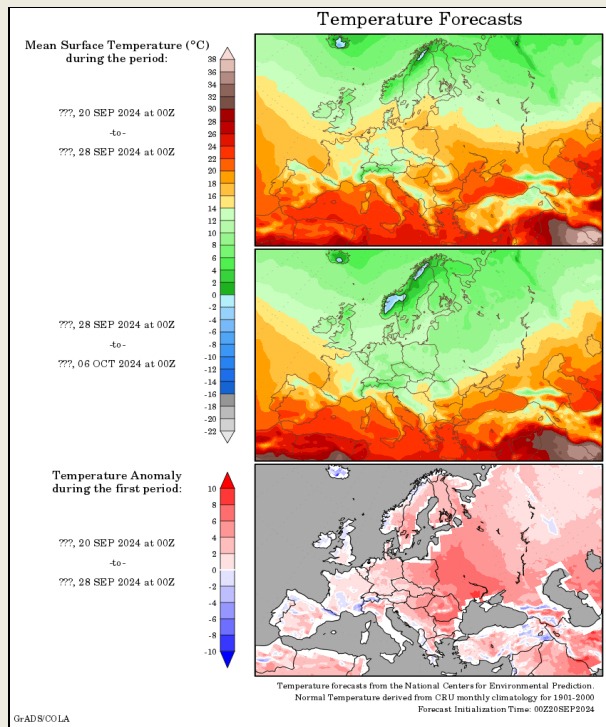 Temperature Forecasts
Mean Surface Temperature (°C)
during the period:
38
36
34
32
30
28
26
24
22
20
18
16
14
12
10
8
6
4
2
0
-2
-4
-6
-8
-10
-12
-14
-16
-18
-20
-22
???, 20 SEP 2024 at 00Z
-to-
???, 28 SEP 2024 at 00Z
???, 28 SEP 2024 at 00Z
-to-
???, 06 OCT 2024 at 00Z
Temperature Anomaly
during the first period:
10
8
6
4
2
0
-2
-4
-6
-8
-10
???, 20 SEP 2024 at 00Z
-to-
???, 28 SEP 2024 at 00Z
Temperature forecasts from the National Centers for Environmental Prediction.
Normal Temperature derived from CRU monthly climatology for 1901-2000
Forecast Initialization Time: 00Z20SEP2024
GrADS/COLA